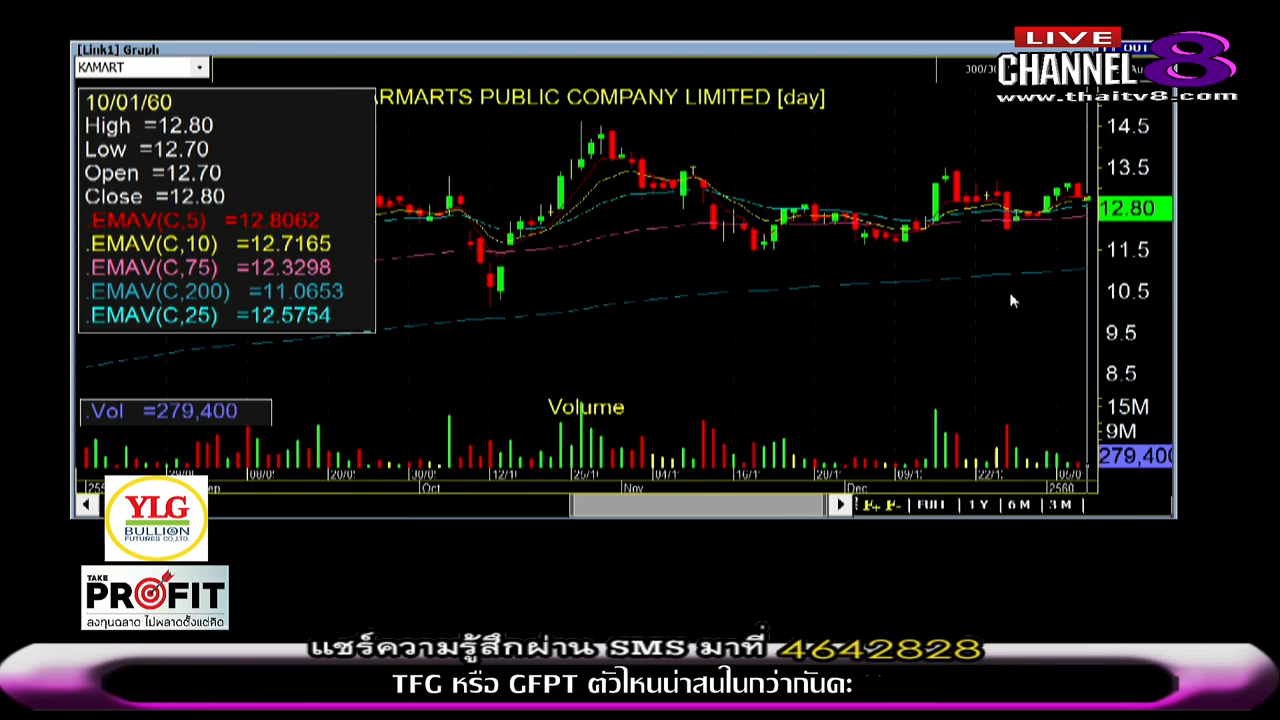 [Link1] Graph
LIVE
KAMART
CHANNEL 8
www.thaitv8.com
ARMARTS PUBLIC COMPANY LIMITED [day]
10/01/60
High =12.80
Low =12.70
Open =12.70
Close =12.80
.EMAV(C,5) =12.8062
.EMAV(C,10) =12.7165
.EMAV(C,75) =12.3298
.EMAV(C,200) =11.0653
.EMAV(C,25) =12.5754
14.5
13.5
12.80
11.5
10.5
9.5
8.5
.Vol =279,400
Volume
15M
9M
279,400
Oct
Nov
Dec
2560
F+ F- FULL 1 Y 6 M 3 M
YLG
BULLION
FUTURES CO.,LTD.
TAKE
PROFIT
ลงทุนฉลาด ไม่พลาดตั้งแต่คิด
แชร์ความรู้สึกผ่าน SMS มาที่ 4642828
TFG หรือ GFPT ตัวไหนน่าสนใจกว่ากันคะ